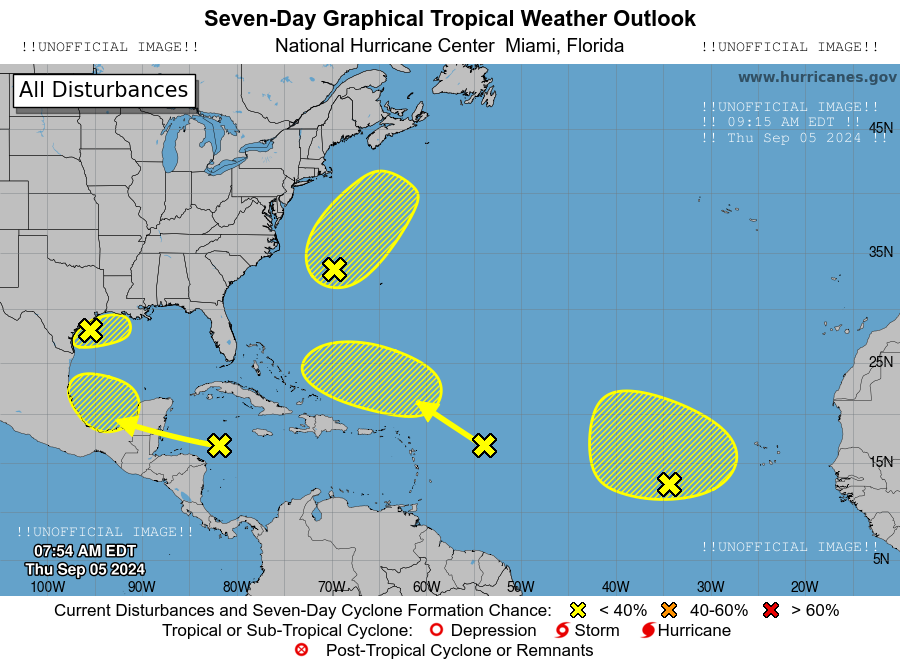 Seven-Day Graphical Tropical Weather Outlook
!!UNOFFICIAL IMAGE!! National Hurricane Center Miami, Florida !!UNOFFICIAL IMAGE!!
All Disturbances
www.hurricanes.gov
!!UNOFFICIAL IMAGE!!
!! 09:15 AM EDT !!
!! Thu Sep 05 2024 !!
45N
35N
25N
15N
!!UNOFFICIAL IMAGE!!
!!UNOFFICIAL IMAGE!!
07:54 AM EDT
Thu Sep 05 2024
5N
100W 90W 80W 70W 60W 50W 40W 30W 20W
Current Disturbances and Seven-Day Cyclone Formation Chance: < 40% 40-60% > 60%
Tropical or Sub-Tropical Cyclone: Depression Storm Hurricane
Post-Tropical Cyclone or Remnants